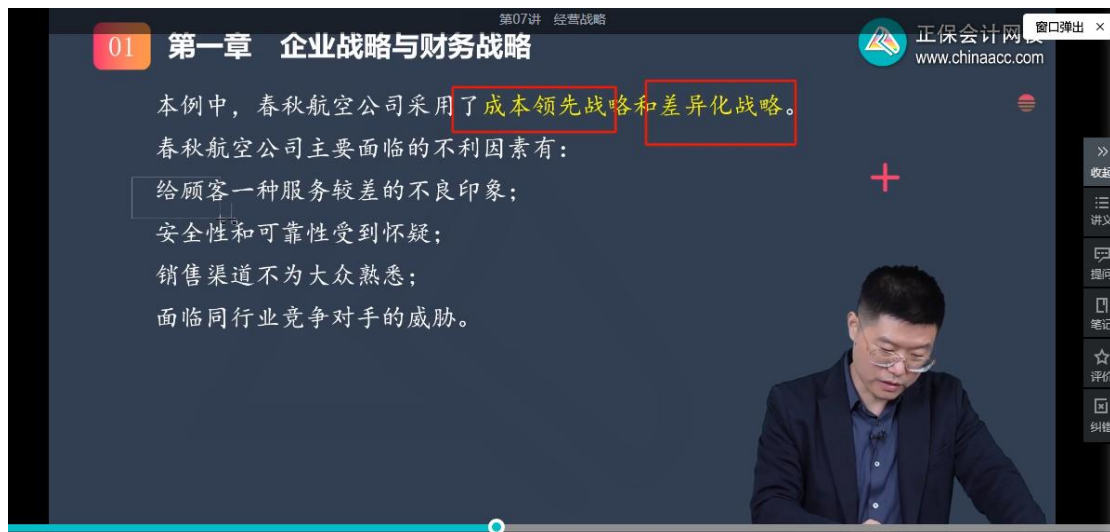 第07讲 经营战略
01 第一章 企业战略与财务战略
正保会计网校
www.chinaacc.com
窗口弹出 ×
本例中，春秋航空公司采用了成本领先战略和差异化战略。
春秋航空公司主要面临的不利因素有：
给顾客一种服务较差的不良印象；
安全性和可靠性受到怀疑；
销售渠道不为大众熟悉；
面临同行业竞争对手的威胁。
收起
讲义
提问
笔记
评价
纠错